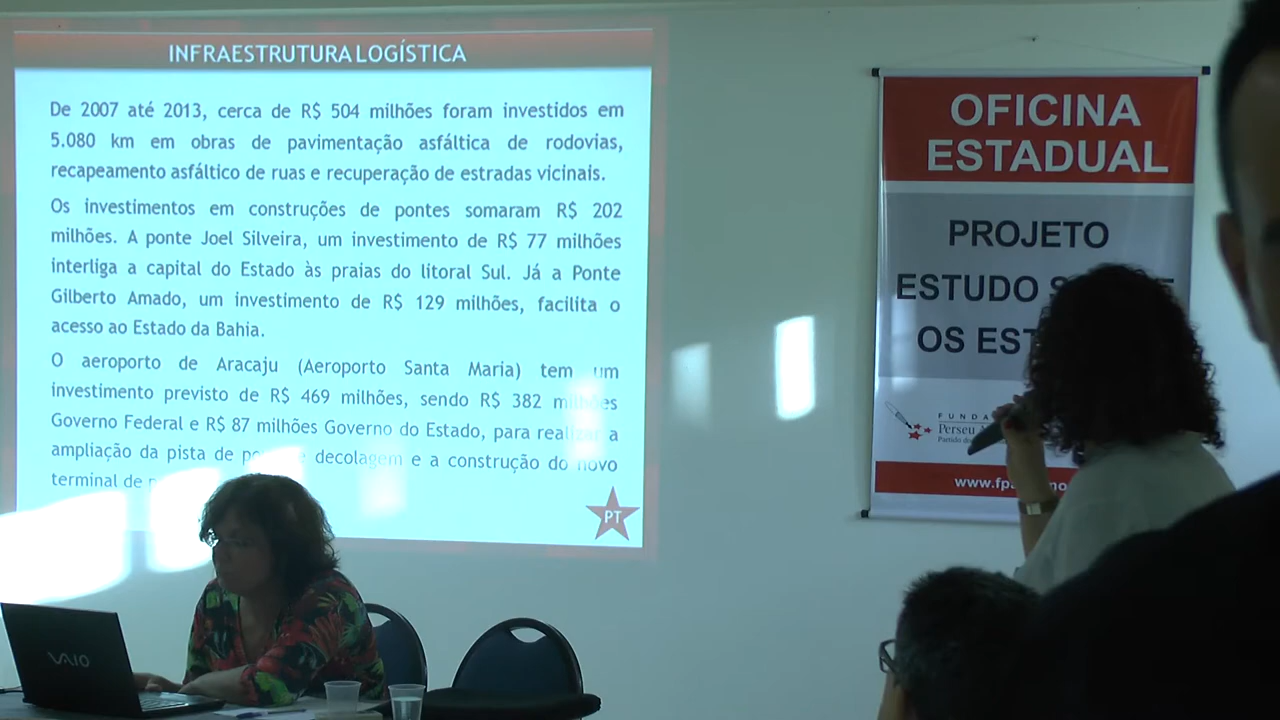 INFRAESTRUTURA LOGÍSTICA
De 2007 até 2013, cerca de R$ 504 milhões foram investidos em
5.080 km em obras de pavimentação asfáltica de rodovias,
recapeamento asfáltico de ruas e recuperação de estradas vicinais.
Os investimentos em construções de pontes somaram R$ 202
milhões. A ponte Joel Silveira, um investimento de R$ 77 milhões
interliga a capital do Estado às praias do litoral Sul. Já a Ponte
Gilberto Amado, um investimento de R$ 129 milhões, facilita o
acesso ao Estado da Bahia.
O aeroporto de Aracaju (Aeroporto Santa Maria) tem um
investimento previsto de R$ 469 milhões, sendo R$ 382 milhões
Governo Federal e R$ 87 milhões Governo do Estado, para realizar a
ampliação da pista de decolagem e a construção do novo
terminal de
PT
VAIO
OFICINA
ESTADUAL
PROJETO
ESTUDO
OS
Perseu